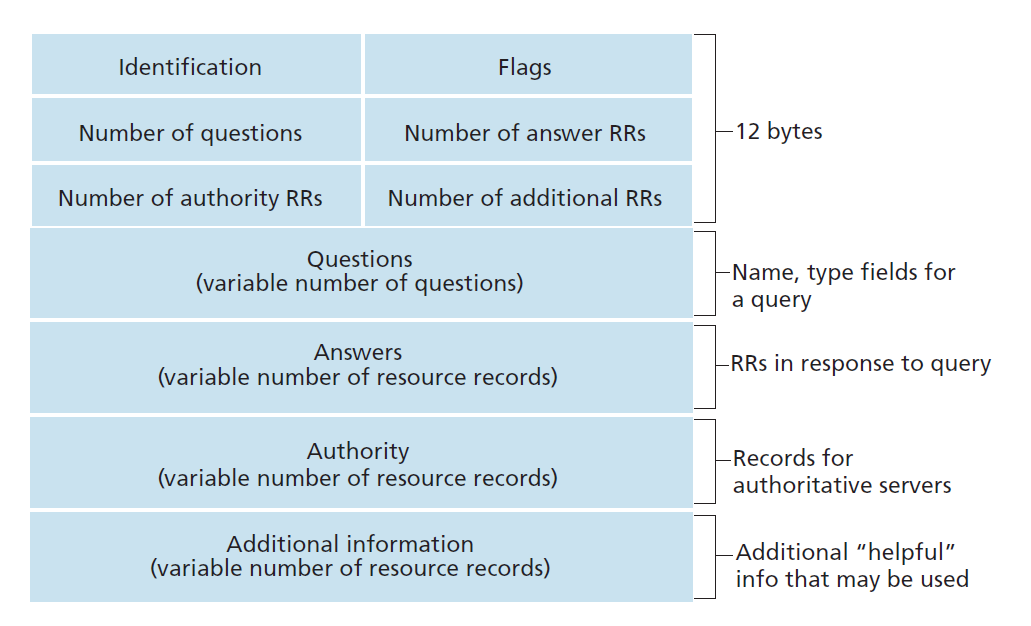 Identification
Flags
Number of questions
Number of answer RRs
12 bytes
Number of authority RRs
Number of additional RRs
Questions
(variable number of questions)
Name, type fields for
a query
Answers
(variable number of resource records)
RRs in response to query
Authority
(variable number of resource records)
Records for
authoritative servers
Additional information
(variable number of resource records)
Additional “helpful”
info that may be used